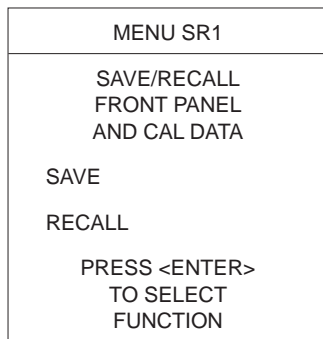 MENU SR1
SAVE/RECALL
FRONT PANEL
AND CAL DATA
SAVE
RECALL
PRESS <ENTER>
TO SELECT
FUNCTION